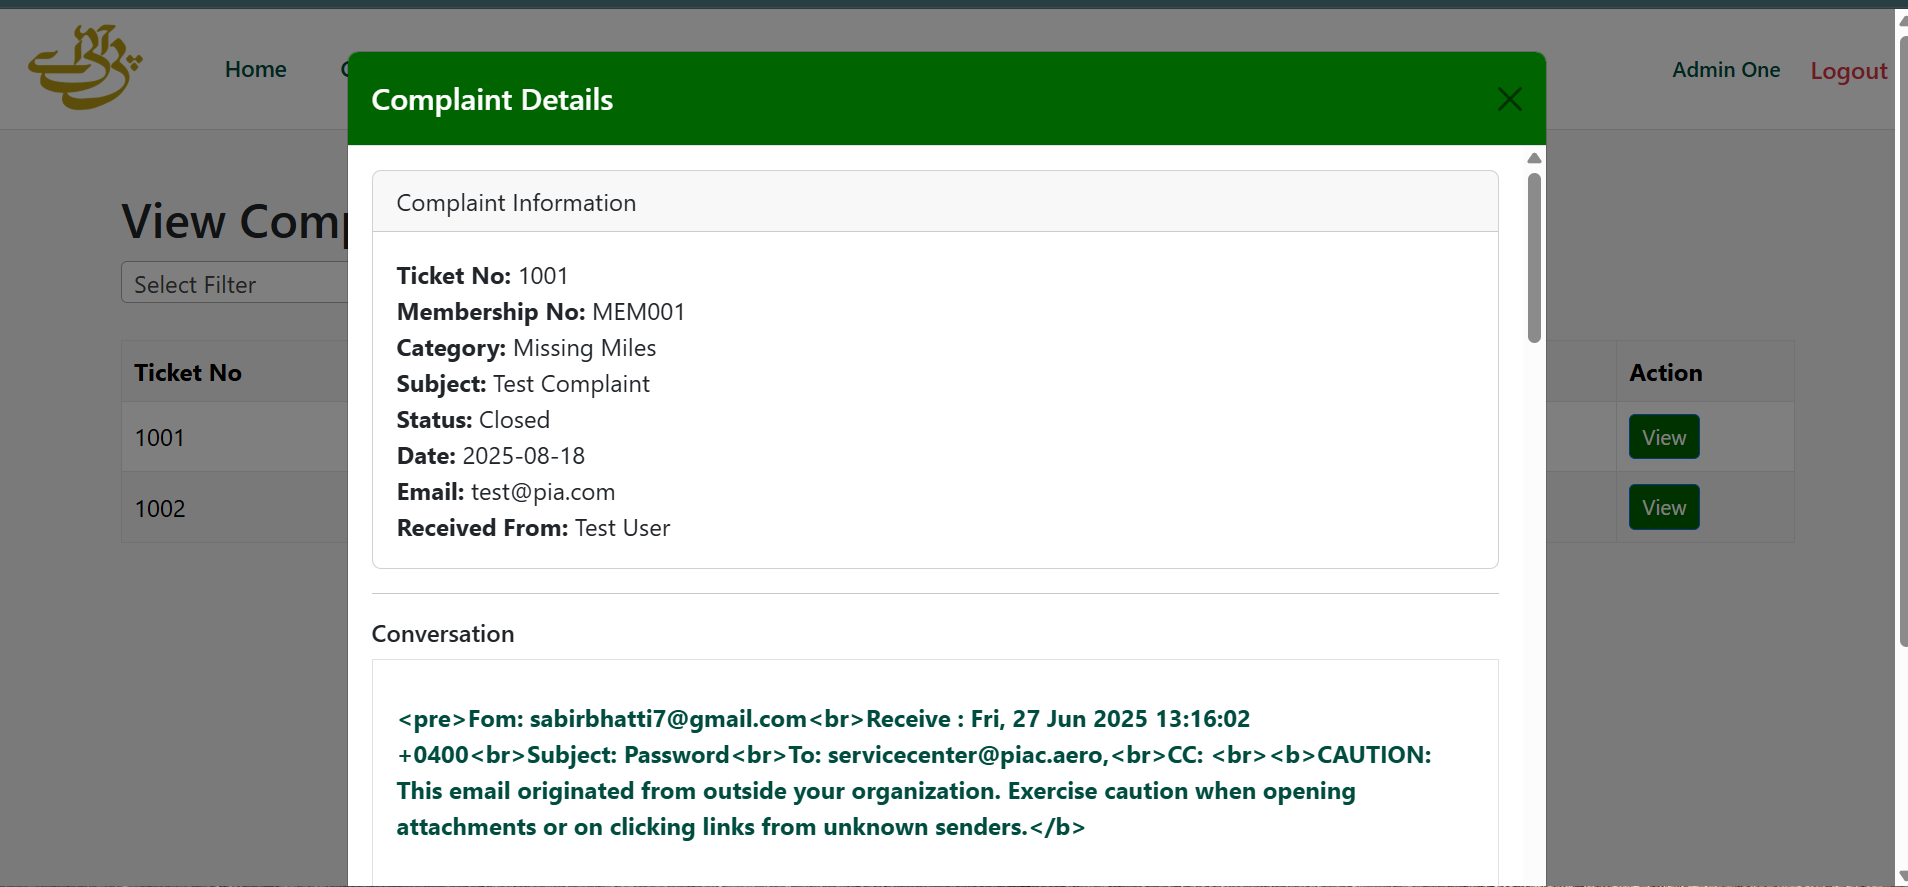 Home
Admin One
Logout
Complaint Details
View Comp
Select Filter
Ticket No
Action
1001
View
1002
View
Complaint Information
Ticket No: 1001
Membership No: MEM001
Category: Missing Miles
Subject: Test Complaint
Status: Closed
Date: 2025-08-18
Email: test@pia.com
Received From: Test User
Conversation
<pre>Fom: sabirbhatti7@gmail.com<br>Receive : Fri, 27 Jun 2025 13:16:02
+0400<br>Subject: Password<br>To: servicecenter@piac.aero,<br>CC: <br><b>CAUTION:
This email originated from outside your organization. Exercise caution when opening
attachments or on clicking links from unknown senders.</b>